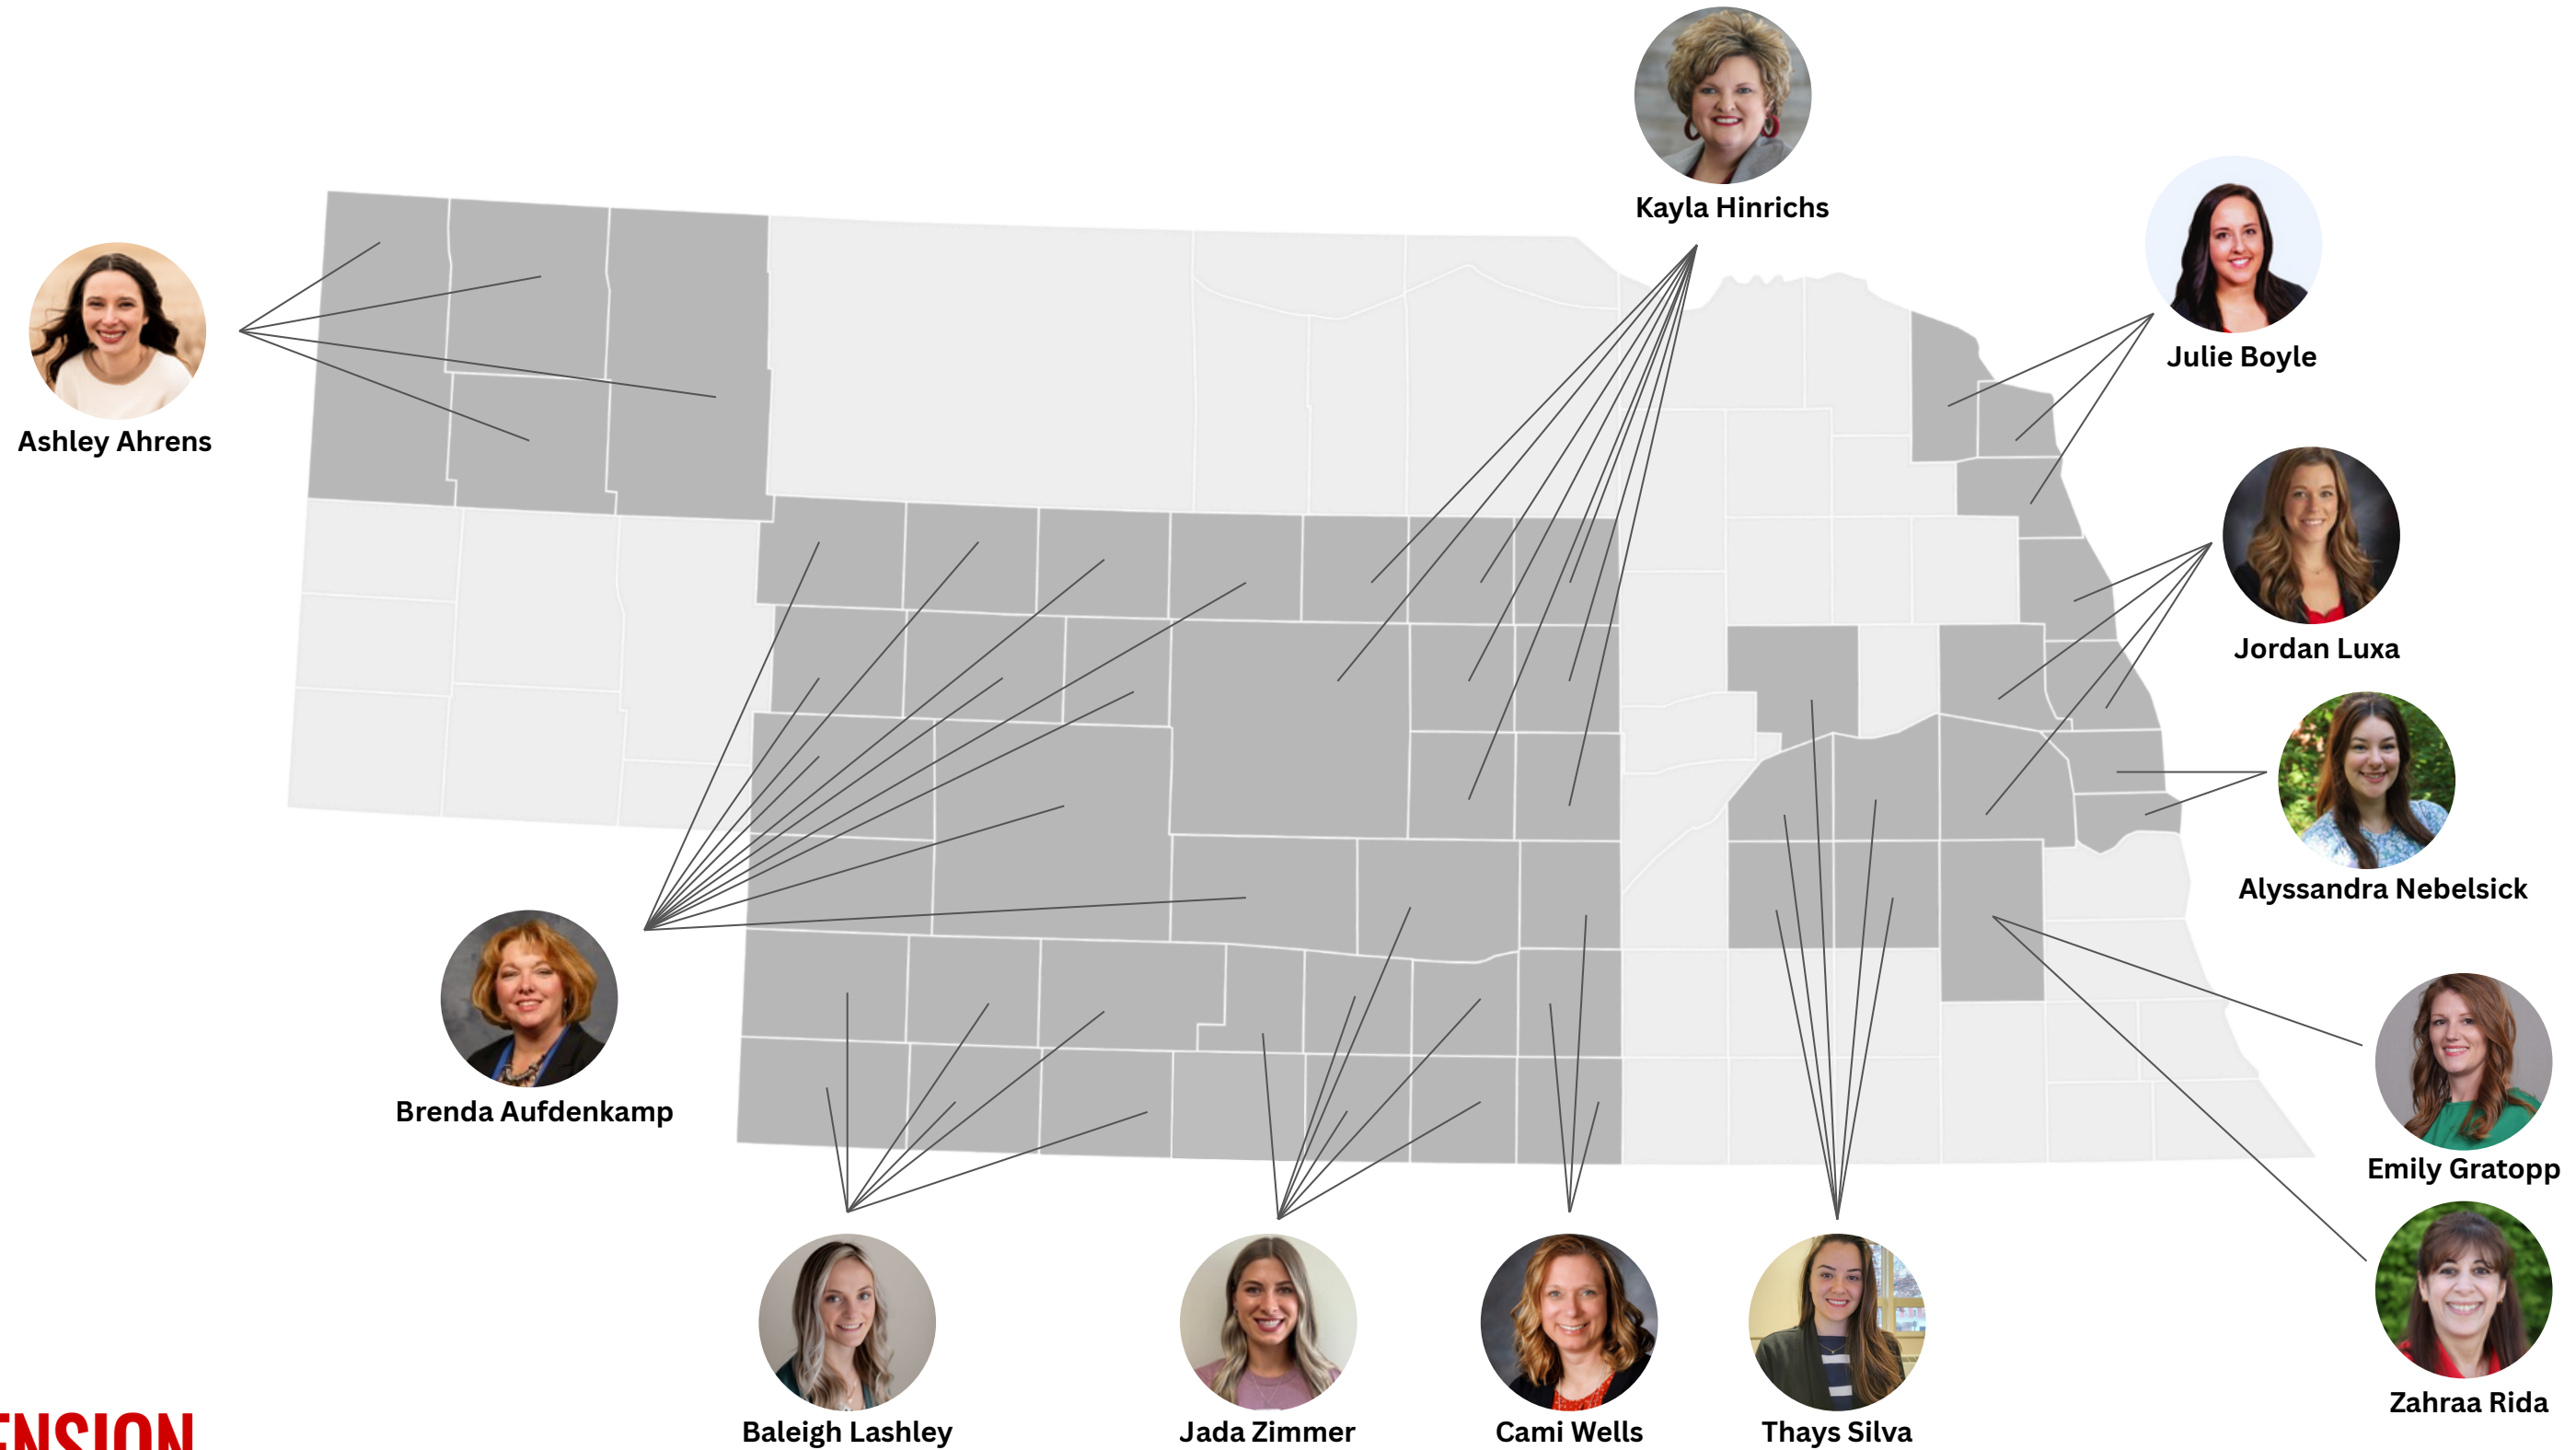 Kayla Hinrichs
Julie Boyle
Ashley Ahrens
Jordan Luxa
Alyssandra Nebelsick
Brenda Aufdenkamp
Emily Gratopp
Zahraa Rida
Baleigh Lashley
Jada Zimmer
Cami Wells
Thays Silva
ENSION